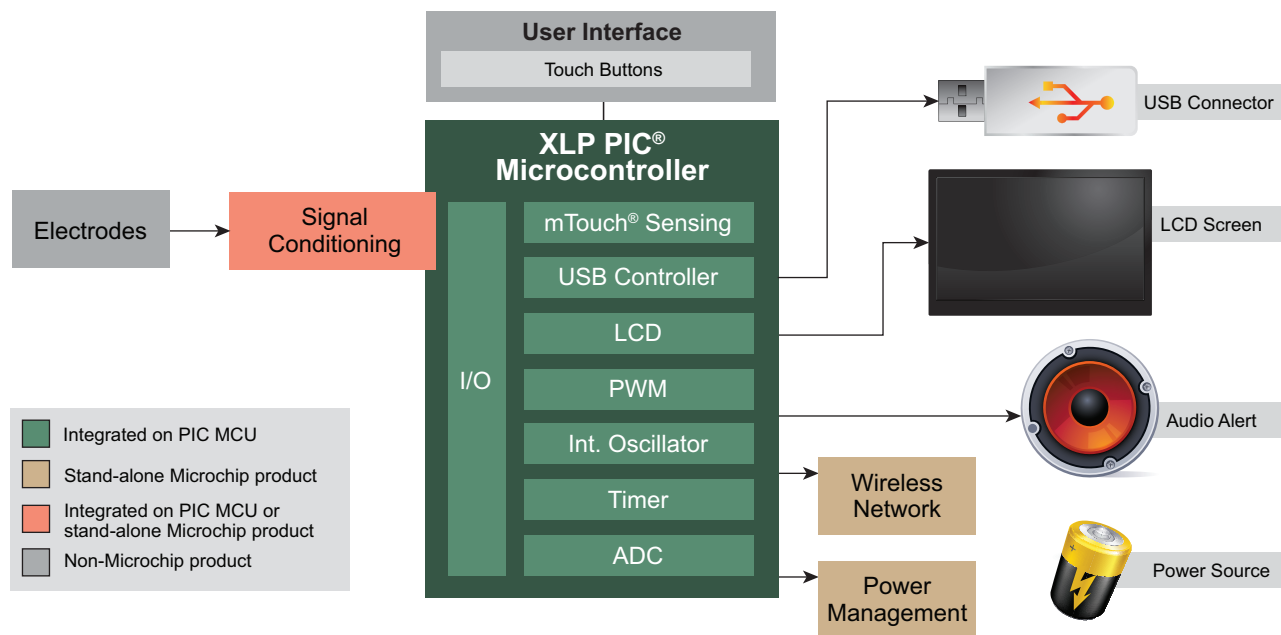 User Interface
Touch Buttons
XLP PIC®
Microcontroller
Electrodes
Signal
Conditioning
I/O
mTouch® Sensing
USB Controller
LCD
PWM
Int. Oscillator
Timer
ADC
USB Connector
LCD Screen
Audio Alert
Wireless
Network
Power
Management
Power Source
+
Integrated on PIC MCU
Stand-alone Microchip product
Integrated on PIC MCU or
stand-alone Microchip product
Non-Microchip product